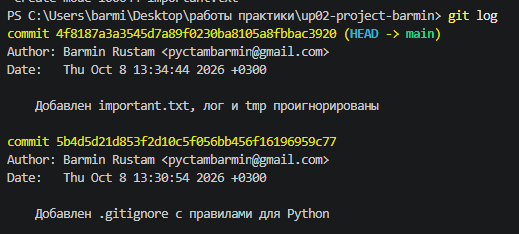 PS C:\Users\barmi\Desktop\работы практики\up02-project-barmin> git log
commit 4f8187a3a3545d7a89f0230ba8105a8fbbac3920 (HEAD -> main)
Author: Barmin Rustam <pyctambarmin@gmail.com>
Date: Thu Oct 8 13:34:44 2026 +0300
Добавлен important.txt, лог и tmp проигнорированы
commit 5b4d5d21d853f2d10c5f056bb456f16196959c77
Author: Barmin Rustam <pyctambarmin@gmail.com>
Date: Thu Oct 8 13:30:54 2026 +0300
Добавлен .gitignore с правилами для Python